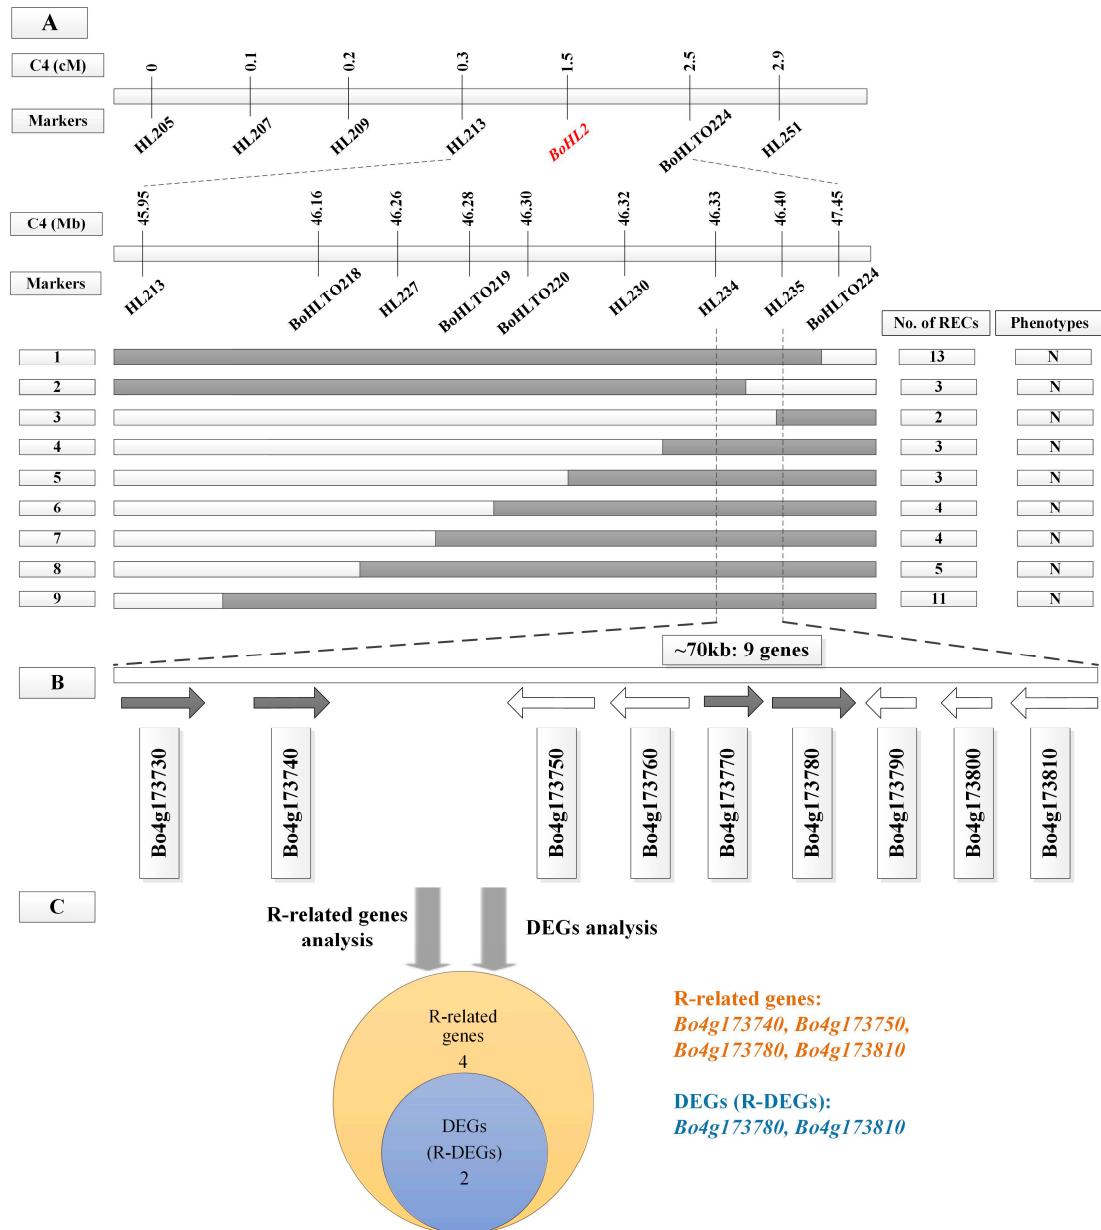 A
C4 (cM)
0 0.1 0.2 0.3 1.5 2.5 2.9
Markers
HL205 HL207 HL209 HL213 BoHL2 BoHLTO224 HL251
C4 (Mb)
45.95 46.16 46.26 46.28 46.30 46.32 46.33 46.40 47.45
Markers
HL213 BoHLTO218 HL227 BoHLTO219 BoHLTO220 HL230 HL234 HL235 BoHLTO224
No. of RECs Phenotypes
1 13 N
2 3 N
3 2 N
4 3 N
5 3 N
6 4 N
7 4 N
8 5 N
9 11 N
~70kb: 9 genes
B
Bo4g173730 Bo4g173740 Bo4g173750 Bo4g173760 Bo4g173770 Bo4g173780 Bo4g173790 Bo4g173800 Bo4g173810
C
R-related genes
analysis
DEGs analysis
R-related
genes
4
DEGs
(R-DEGs)
2
R-related genes:
Bo4g173740, Bo4g173750,
Bo4g173780, Bo4g173810
DEGs (R-DEGs):
Bo4g173780, Bo4g173810